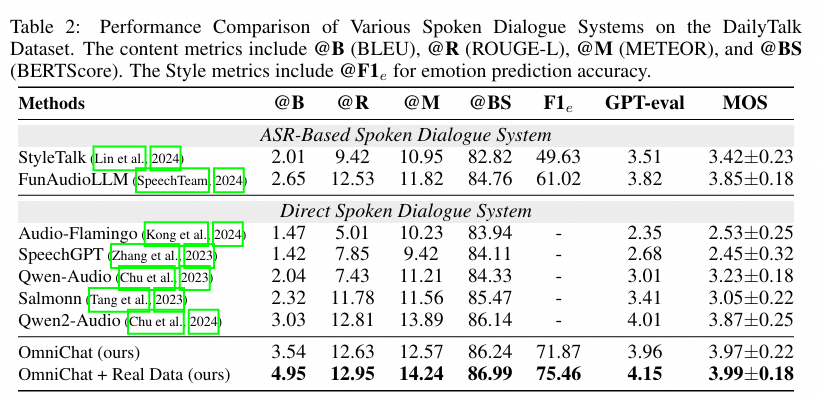 Table 2: Performance Comparison of Various Spoken Dialogue Systems on the DailyTalk
Dataset. The content metrics include @B (BLEU), @R (ROUGE-L), @M (METEOR), and @BS
(BERTScore). The Style metrics include @F1e for emotion prediction accuracy.
Methods @B @R @M @BS F1e GPT-eval MOS
ASR-Based Spoken Dialogue System
StyleTalk (Lin et al., 2024) 2.01 9.42 10.95 82.82 49.63 3.51 3.42±0.23
FunAudioLLM (SpeechTeam, 2024) 2.65 12.53 11.82 84.76 61.02 3.82 3.85±0.18
Direct Spoken Dialogue System
Audio-Flamingo (Kong et al., 2024) 1.47 5.01 10.23 83.94 - 2.35 2.53±0.25
SpeechGPT (Zhang et al., 2023) 1.42 7.85 9.42 84.11 - 2.68 2.45±0.32
Qwen-Audio (Chu et al., 2023) 2.04 7.43 11.21 84.33 - 3.01 3.23±0.18
Salmonn (Tang et al., 2023) 2.32 11.78 11.56 85.47 - 3.41 3.05±0.22
Qwen2-Audio (Chu et al., 2024) 3.03 12.81 13.89 86.14 - 4.01 3.87±0.25
OmniChat (ours) 3.54 12.63 12.57 86.24 71.87 3.96 3.97±0.22
OmniChat + Real Data (ours) 4.95 12.95 14.24 86.99 75.46 4.15 3.99±0.18